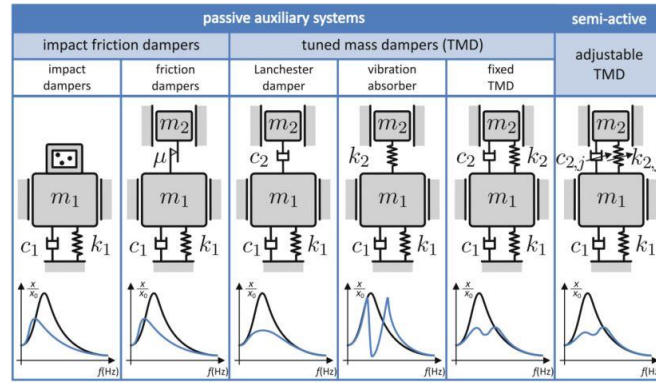 passive auxiliary systems
semi-active
impact friction dampers
tuned mass dampers (TMD)
adjustable
TMD
impact
dampers
friction
dampers
Lanchester
damper
vibration
absorber
fixed
TMD
m₂ m₂ m₂ m₂ m₂
μ c₂ k₂ c₂ k₂ c₂,ⱼ k₂,ⱼ
m₁ m₁ m₁ m₁ m₁ m₁
c₁ k₁ c₁ k₁ c₁ k₁ c₁ k₁ c₁ k₁ c₁ k₁
x/x₀ x/x₀ x/x₀ x/x₀ x/x₀ x/x₀
f(Hz) f(Hz) f(Hz) f(Hz) f(Hz) f(Hz)